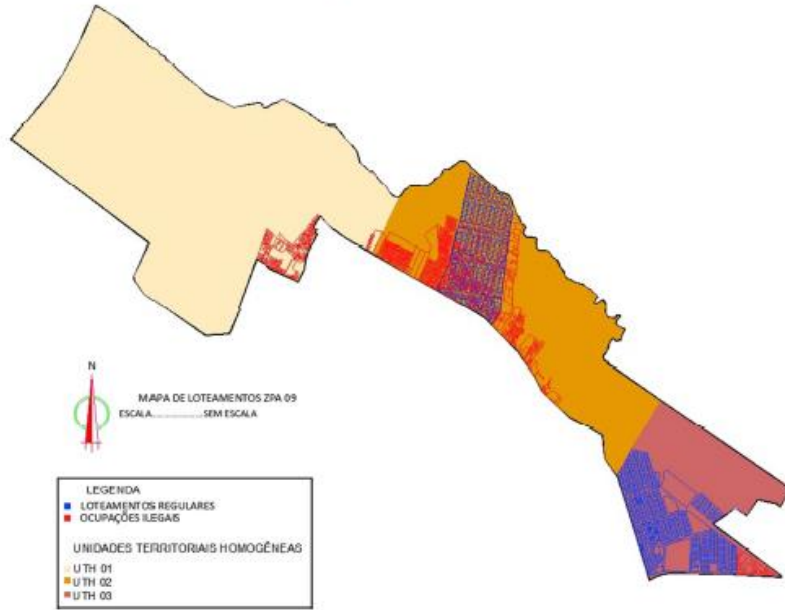 N
MAPA DE LOTEAMENTOS ZPA 09
ESCALA....................SEM ESCALA
LEGENDA
LOTEAMENTOS REGULARES
OCUPAÇÕES ILEGAIS
UNIDADES TERRITORIAIS HOMOGÊNEAS
UTH 01
UTH 02
UTH 03